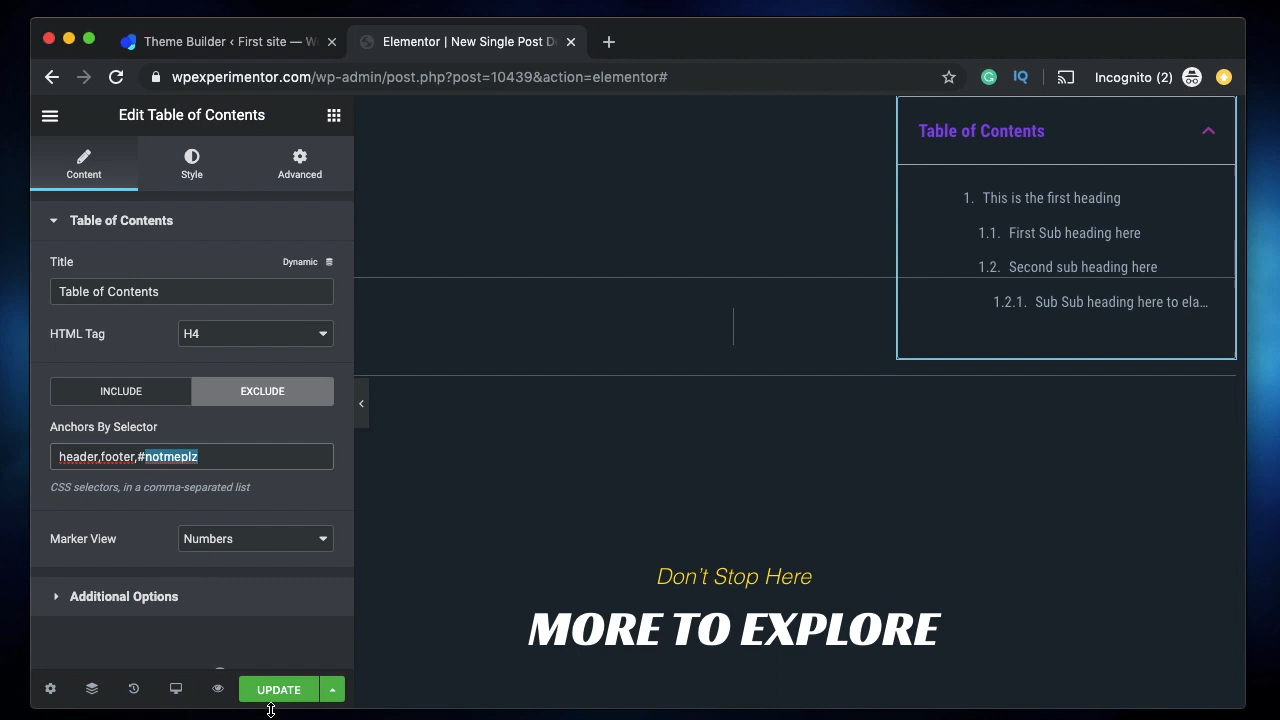 Theme Builder ‹ First site — W
Elementor | New Single Post D
wpexperimentor.com/wp-admin/post.php?post=10439&action=elementor#
IQ
Incognito (2)
Edit Table of Contents
Content
Style
Advanced
Table of Contents
Title
Dynamic
Table of Contents
HTML Tag
H4
INCLUDE
EXCLUDE
Anchors By Selector
header,footer,#notmeplz
CSS selectors, in a comma-separated list
Marker View
Numbers
Additional Options
UPDATE
Table of Contents
1. This is the first heading
1.1. First Sub heading here
1.2. Second sub heading here
1.2.1. Sub Sub heading here to ela...
Don't Stop Here
MORE TO EXPLORE